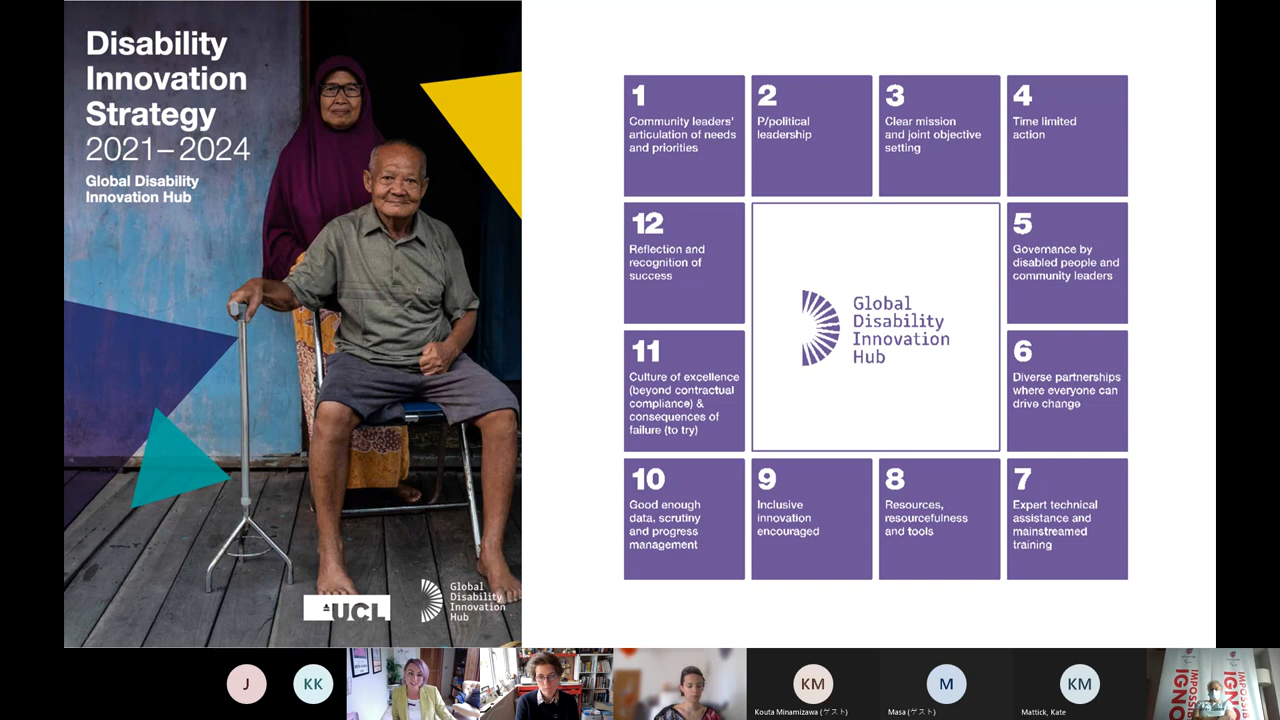 Disability
Innovation
Strategy
2021–2024
Global Disability
Innovation Hub
UCL
Global
Disability
Innovation
Hub
1
Community leaders'
articulation of needs
and priorities
2
P/political
leadership
3
Clear mission
and joint objective
setting
4
Time limited
action
12
Reflection and
recognition of
success
Global
Disability
Innovation
Hub
5
Governance by
disabled people and
community leaders
11
Culture of excellence
(beyond contractual
compliance) &
consequences of
failure (to try)
6
Diverse partnerships
where everyone can
drive change
10
Good enough
data, scrutiny
and progress
management
9
Inclusive
innovation
encouraged
8
Resources,
resourcefulness
and tools
7
Expert technical
assistance and
mainstreamed
training
J
KK
KM
Kouta Minamizawa (ゲスト)
M
Masa (ゲスト)
KM
Mattick, Kate